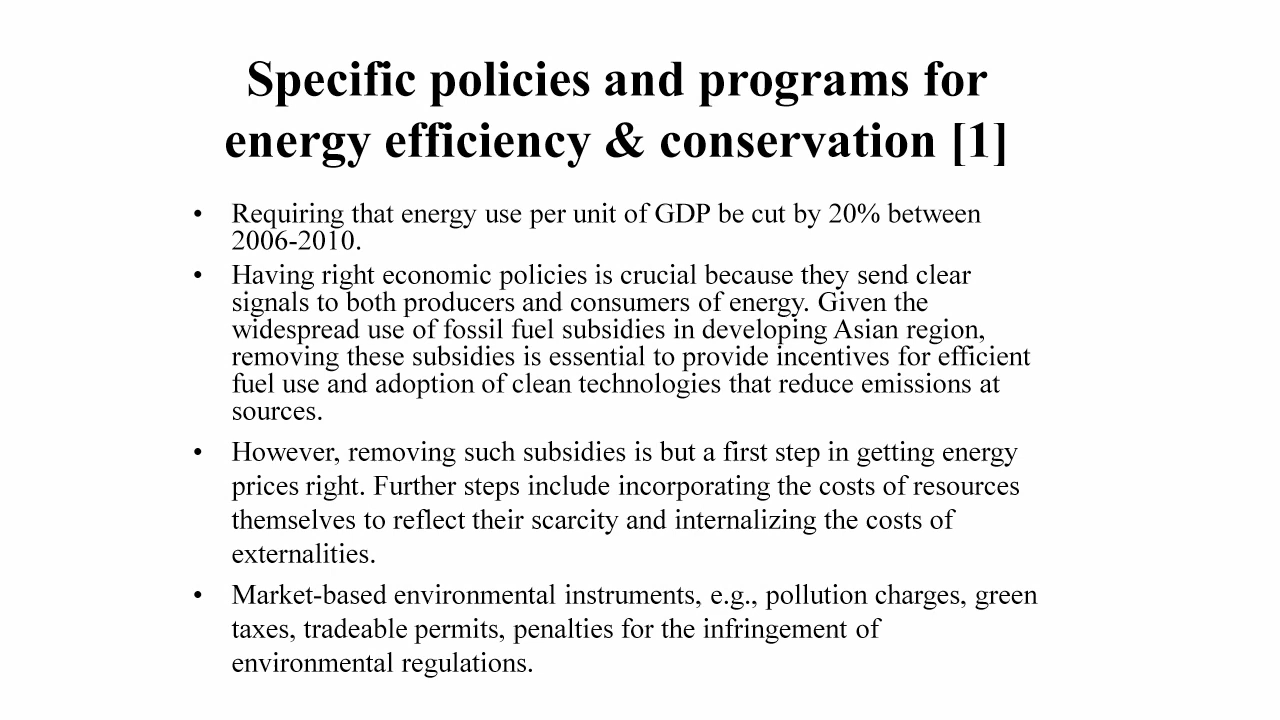 Specific policies and programs for
energy efficiency & conservation [1]
• Requiring that energy use per unit of GDP be cut by 20% between
2006-2010.
• Having right economic policies is crucial because they send clear
signals to both producers and consumers of energy. Given the
widespread use of fossil fuel subsidies in developing Asian region,
removing these subsidies is essential to provide incentives for efficient
fuel use and adoption of clean technologies that reduce emissions at
sources.
• However, removing such subsidies is but a first step in getting energy
prices right. Further steps include incorporating the costs of resources
themselves to reflect their scarcity and internalizing the costs of
externalities.
• Market-based environmental instruments, e.g., pollution charges, green
taxes, tradeable permits, penalties for the infringement of
environmental regulations.